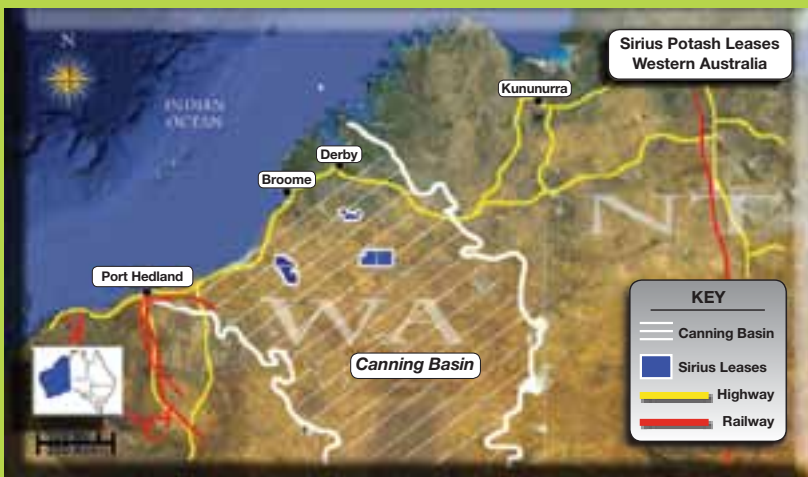 Sirius Potash Leases
Western Australia
N
INDIAN
OCEAN
Kununurra
Derby
Broome
NT
Port Hedland
WA
Canning Basin
KEY
Canning Basin
Sirius Leases
Highway
Railway